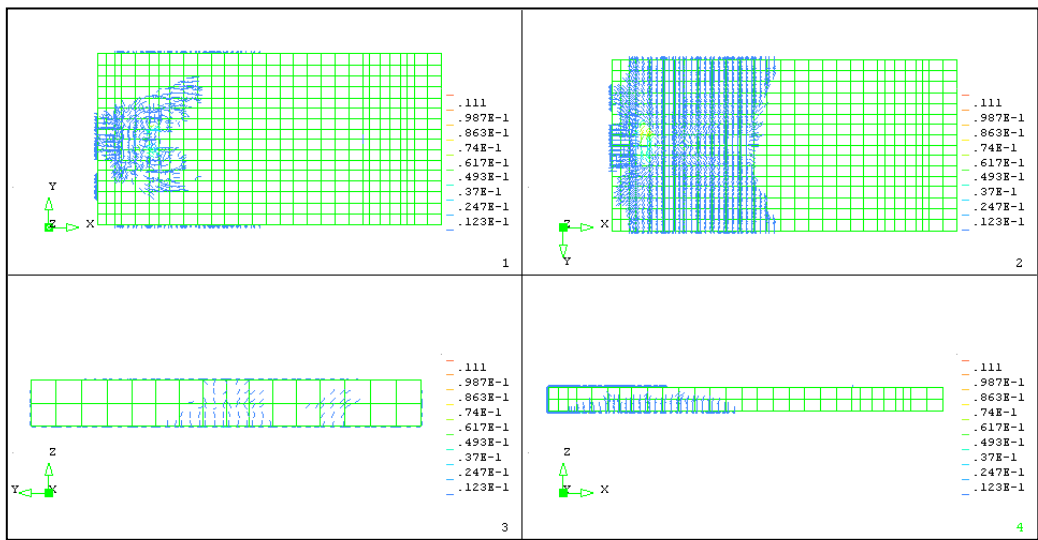 .111
.987E-1
.863E-1
.74E-1
.617E-1
.493E-1
.37E-1
.247E-1
.123E-1
Y
Z X
1
.111
.987E-1
.863E-1
.74E-1
.617E-1
.493E-1
.37E-1
.247E-1
.123E-1
Z X
Y
2
.111
.987E-1
.863E-1
.74E-1
.617E-1
.493E-1
.37E-1
.247E-1
.123E-1
Z
Y X
3
.111
.987E-1
.863E-1
.74E-1
.617E-1
.493E-1
.37E-1
.247E-1
.123E-1
Z
Y X
4